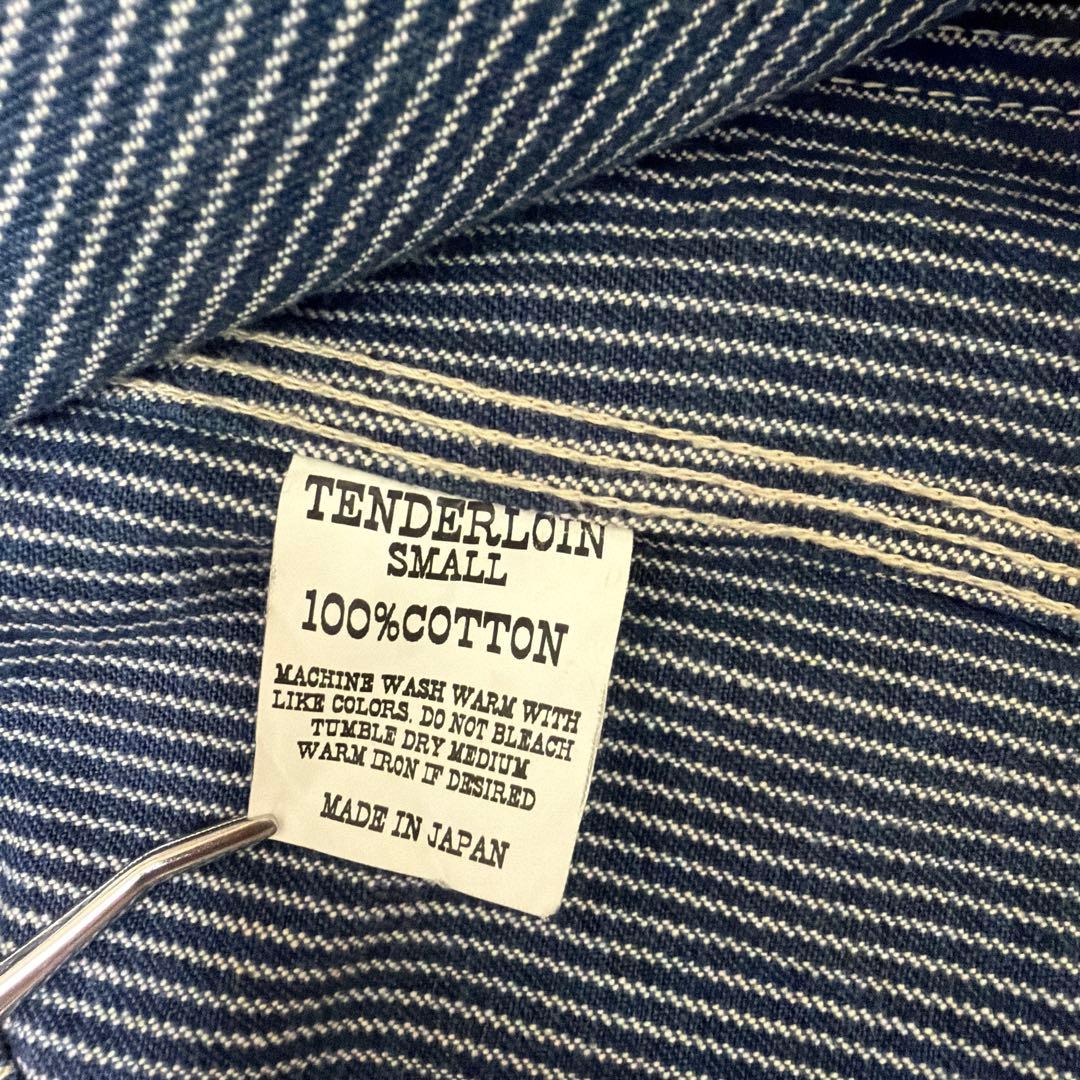 TENDERLOIN
SMALL
100%COTTON
MACHINE WASH WARM WITH
LIKE COLORS. DO NOT BLEACH
TUMBLE DRY MEDIUM
WARM IRON IF DESIRED
MADE IN JAPAN